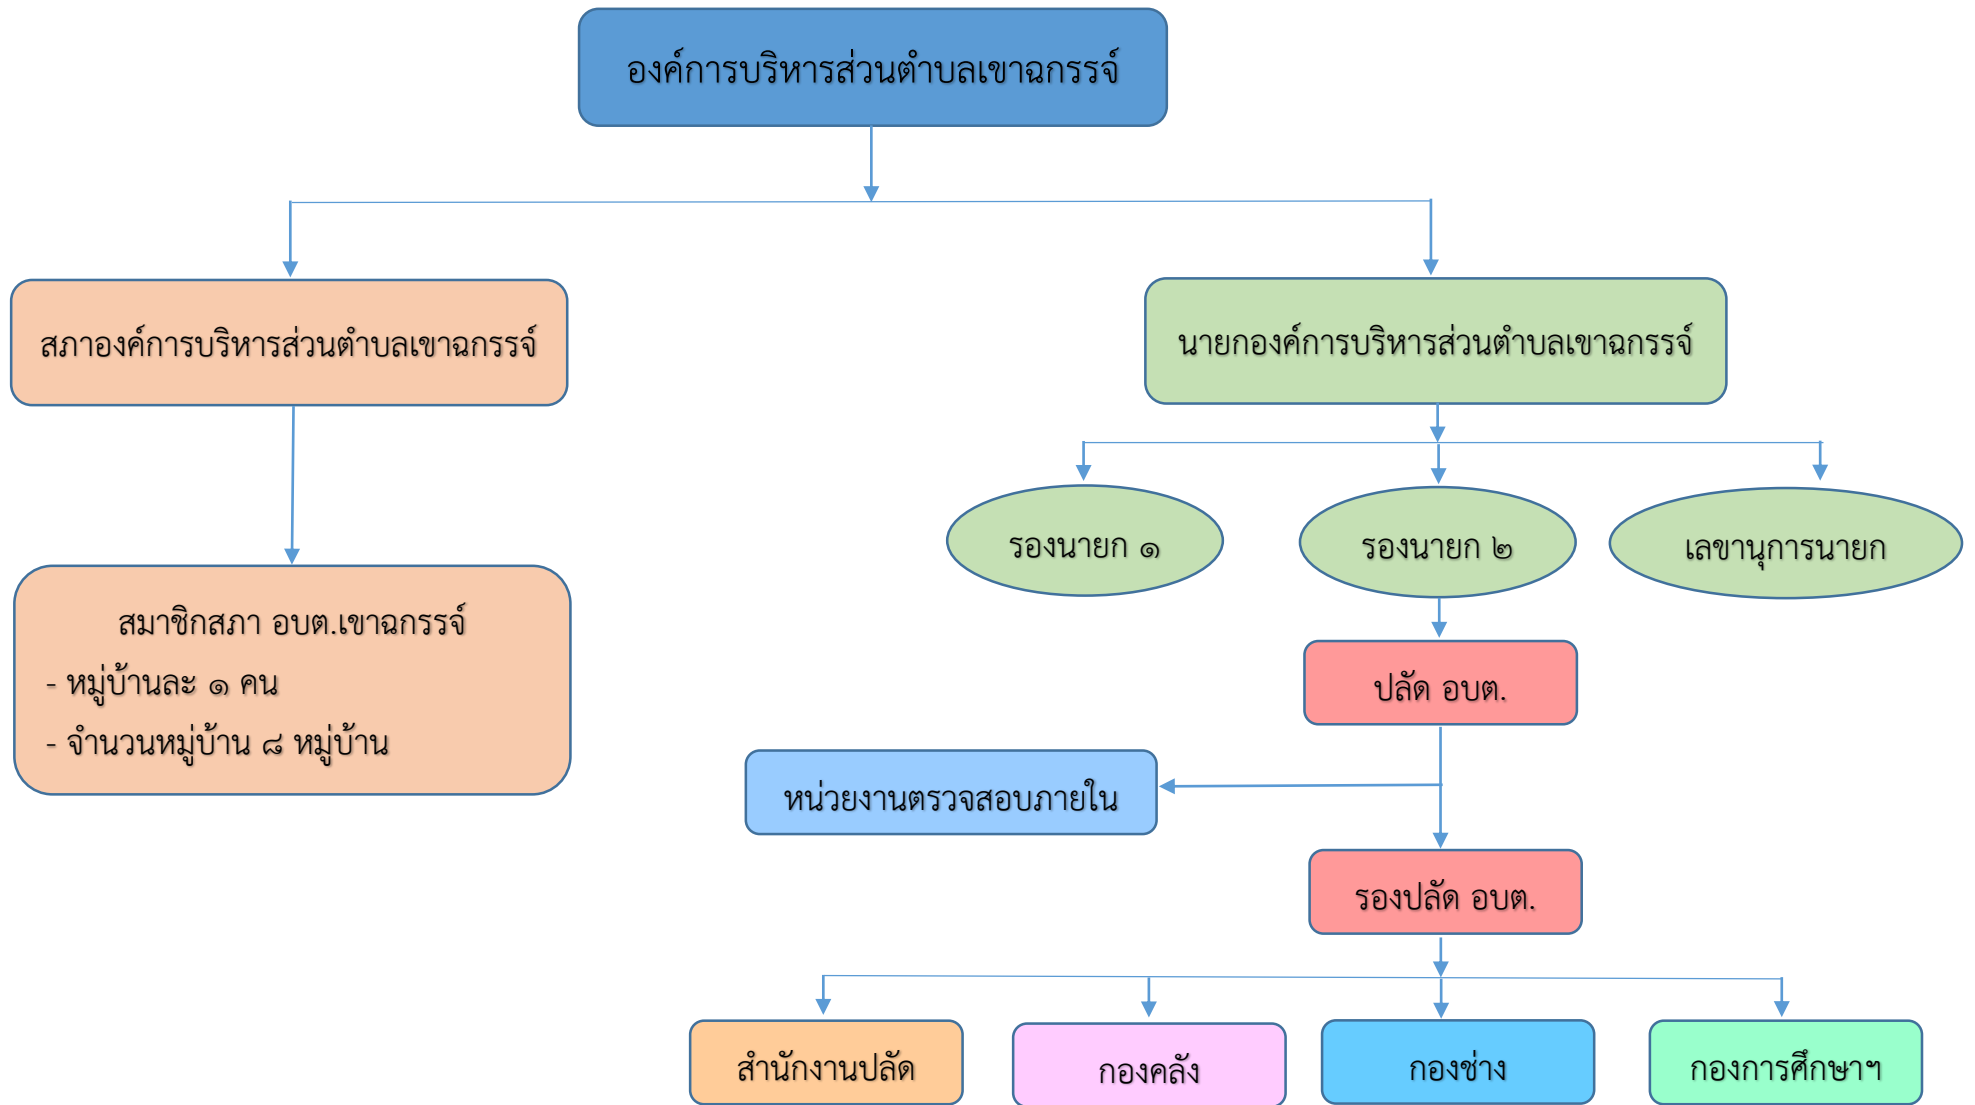 องค์การบริหารส่วนตำบลเขาฉกรรจ์
สภาองค์การบริหารส่วนตำบลเขาฉกรรจ์
นายกองค์การบริหารส่วนตำบลเขาฉกรรจ์
รองนายก ๑
รองนายก ๒
เลขานุการนายก
สมาชิกสภา อบต.เขาฉกรรจ์
- หมู่บ้านละ ๑ คน
- จำนวนหมู่บ้าน ๘ หมู่บ้าน
ปลัด อบต.
หน่วยงานตรวจสอบภายใน
รองปลัด อบต.
สำนักงานปลัด
กองคลัง
กองช่าง
กองการศึกษาฯ